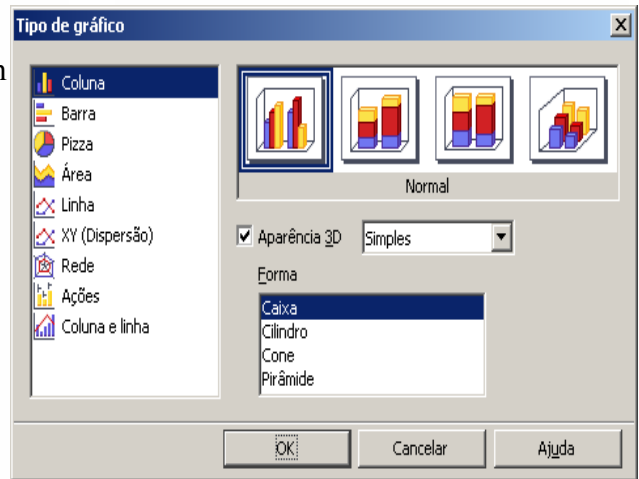 Tipo de gráfico
Coluna
Barra
Pizza
Área
Linha
XY (Dispersão)
Rede
Ações
Coluna e linha
Normal
Aparência 3D
Simples
Forma
Caixa
Cilindro
Cone
Pirâmide
OK
Cancelar
Ajuda